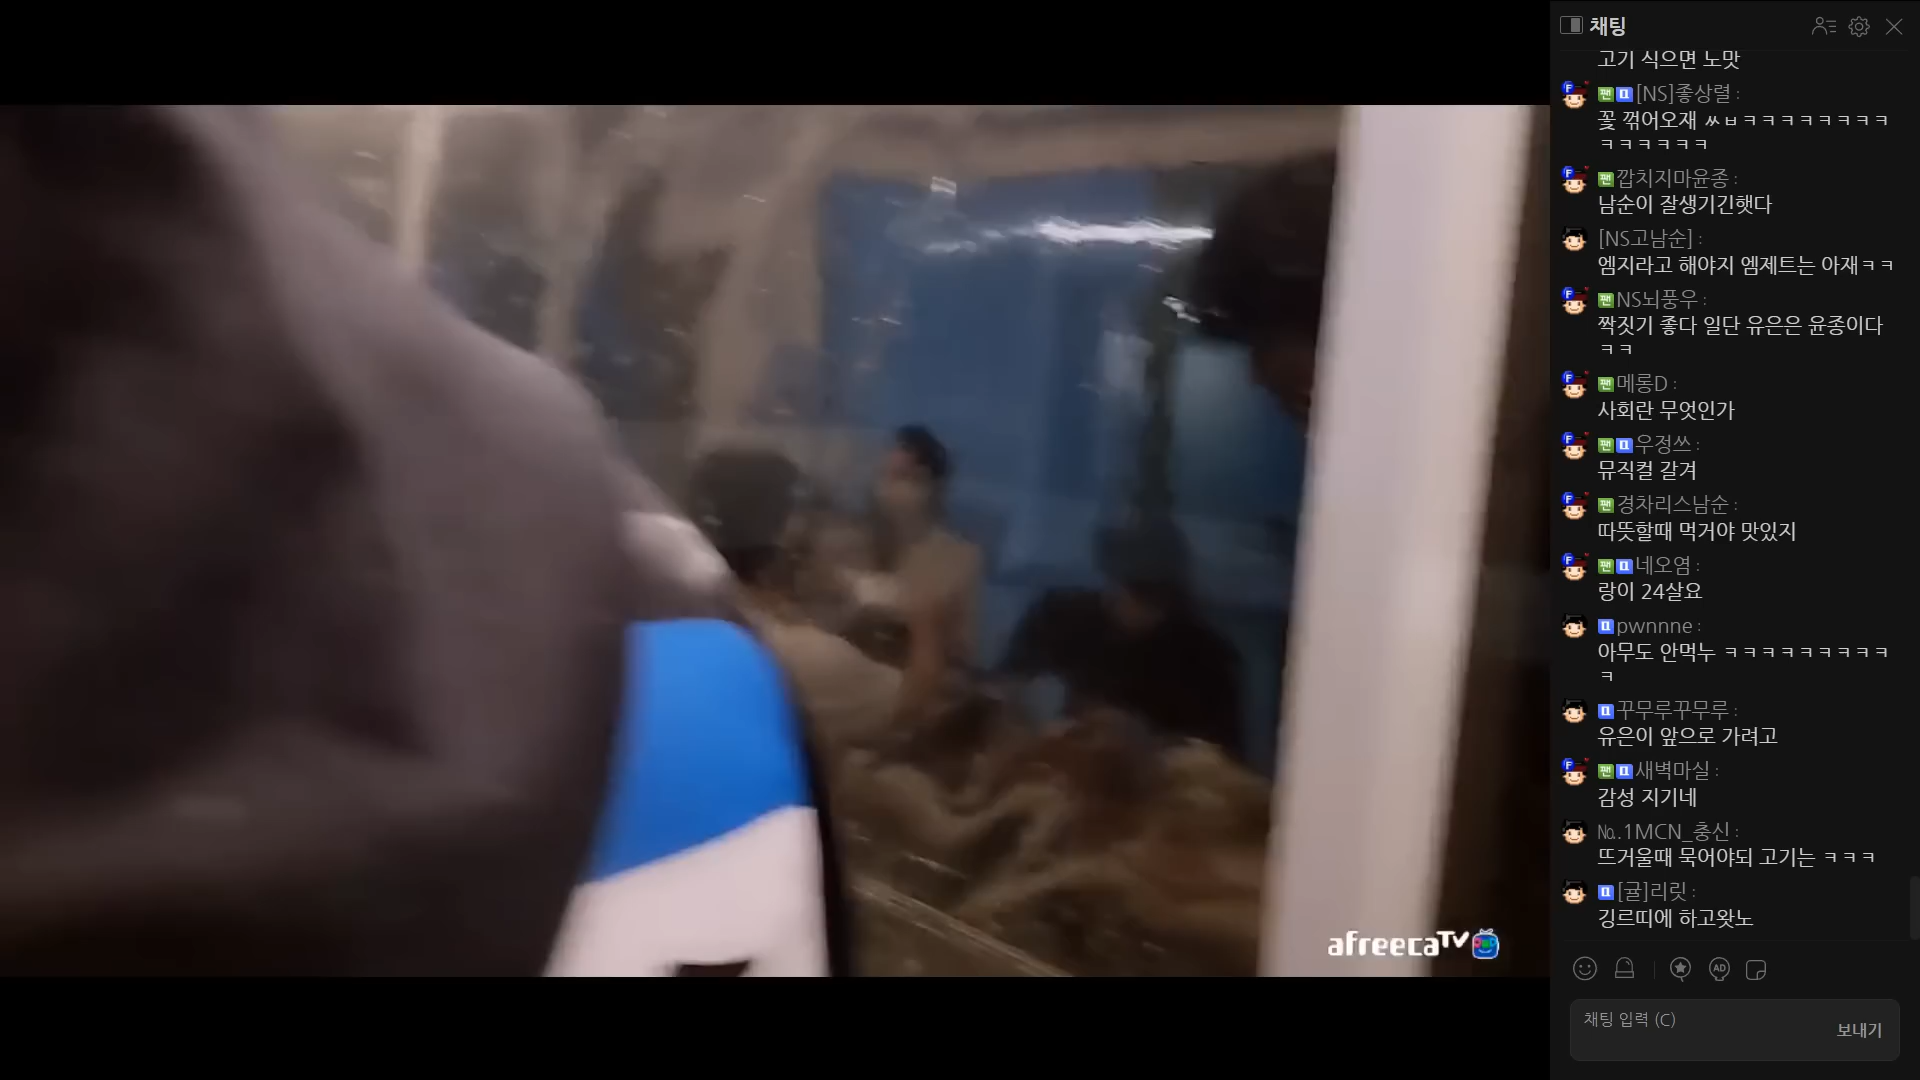 채팅
고기 식으면 노맛
[NS]좋상렬 :
꽃 꺾어오재 ㅆㅂㅋㅋㅋㅋㅋㅋㅋㅋㅋ
ㅋㅋㅋㅋㅋㅋ
깝치지마윤종 :
남순이 잘생기긴햇다
[NS고남순] :
엠지라고 해야지 엠제트는 아재ㅋㅋ
NS뇌풍우 :
짝짓기 좋다 일단 유은은 윤종이다
ㅋㅋ
메롱D :
사회란 무엇인가
우정쓰 :
뮤직컬 갈겨
경차리스남순 :
따뜻할때 먹거야 맛있지
네오염 :
랑이 24살요
pwnnne :
아무도 안먹누 ㅋㅋㅋㅋㅋㅋㅋㅋㅋ
ㅋ
꾸무루꾸무루 :
유은이 앞으로 가려고
새벽마실 :
감성 지기네
№.1MCN_충신 :
뜨거울때 묵어야되 고기는 ㅋㅋㅋ
[귤]리릿 :
깅르띠에 하고왓노
afreecaTV
채팅 입력 (C)
보내기